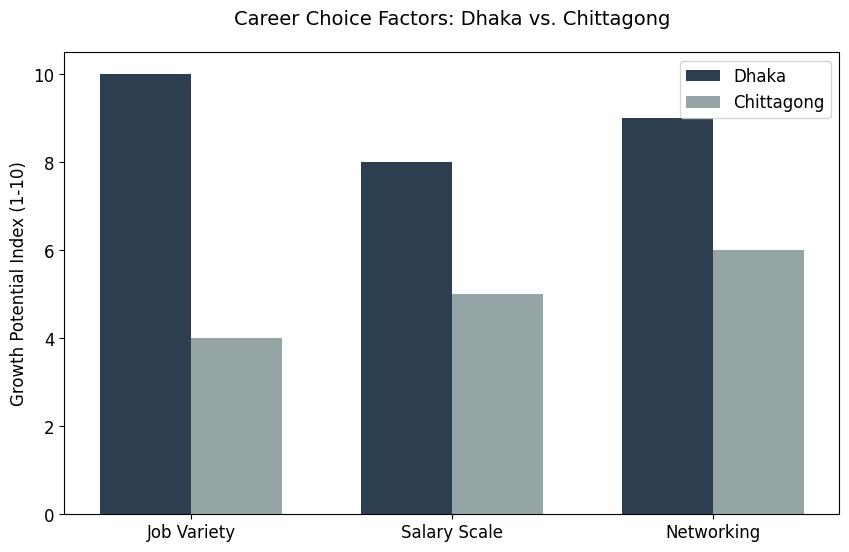 Career Choice Factors: Dhaka vs. Chittagong
Dhaka
Chittagong
Growth Potential Index (1-10)
10
8
6
4
2
0
Job Variety
Salary Scale
Networking